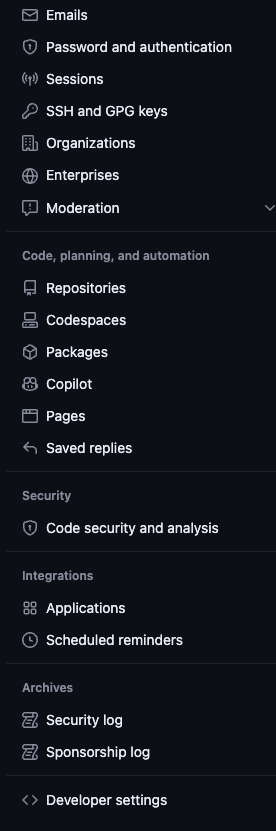 Emails
Password and authentication
Sessions
SSH and GPG keys
Organizations
Enterprises
Moderation
Code, planning, and automation
Repositories
Codespaces
Packages
Copilot
Pages
Saved replies
Security
Code security and analysis
Integrations
Applications
Scheduled reminders
Archives
Security log
Sponsorship log
Developer settings